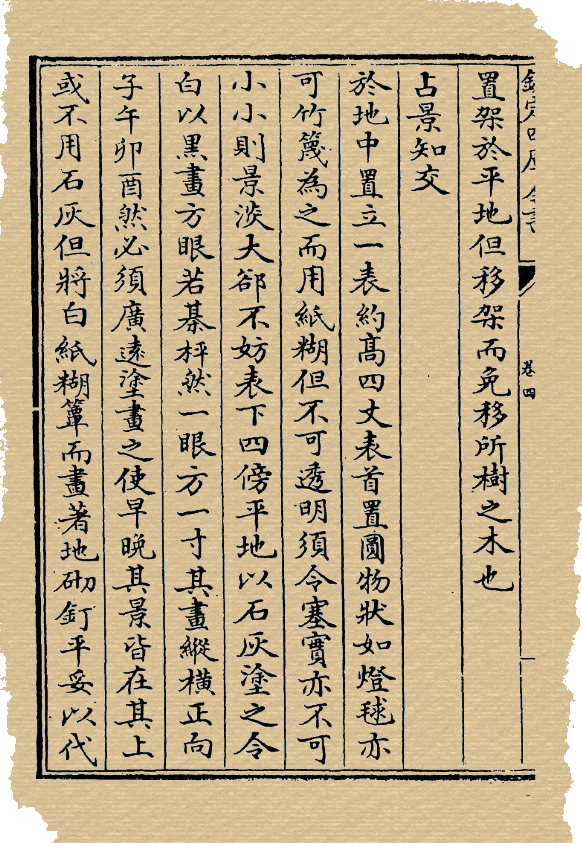 欽定四庫全書
卷四
置架於平地但移架而免移所樹之木也
占景知交
於地中置立一表約髙四丈表首置圓物狀如燈毬亦
可竹篾為之而用紙糊但不可透明須令塞實亦不可
小小則景淡大郤不妨表下四傍平地以石灰塗之令
白以黑畫方眼若棊枰然一眼方一寸其畫縱橫正向
子午卯酉然必須廣逺塗畫之使早晚其景皆在其上
或不用石灰但將白紙糊簟而畫著地砌釘平妥以代